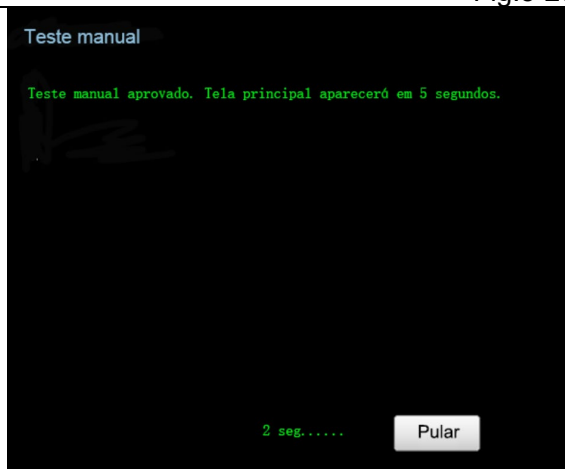 Teste manual
Teste manual aprovado. Tela principal apareceró em 5 segundos.
2 seg......
Pular